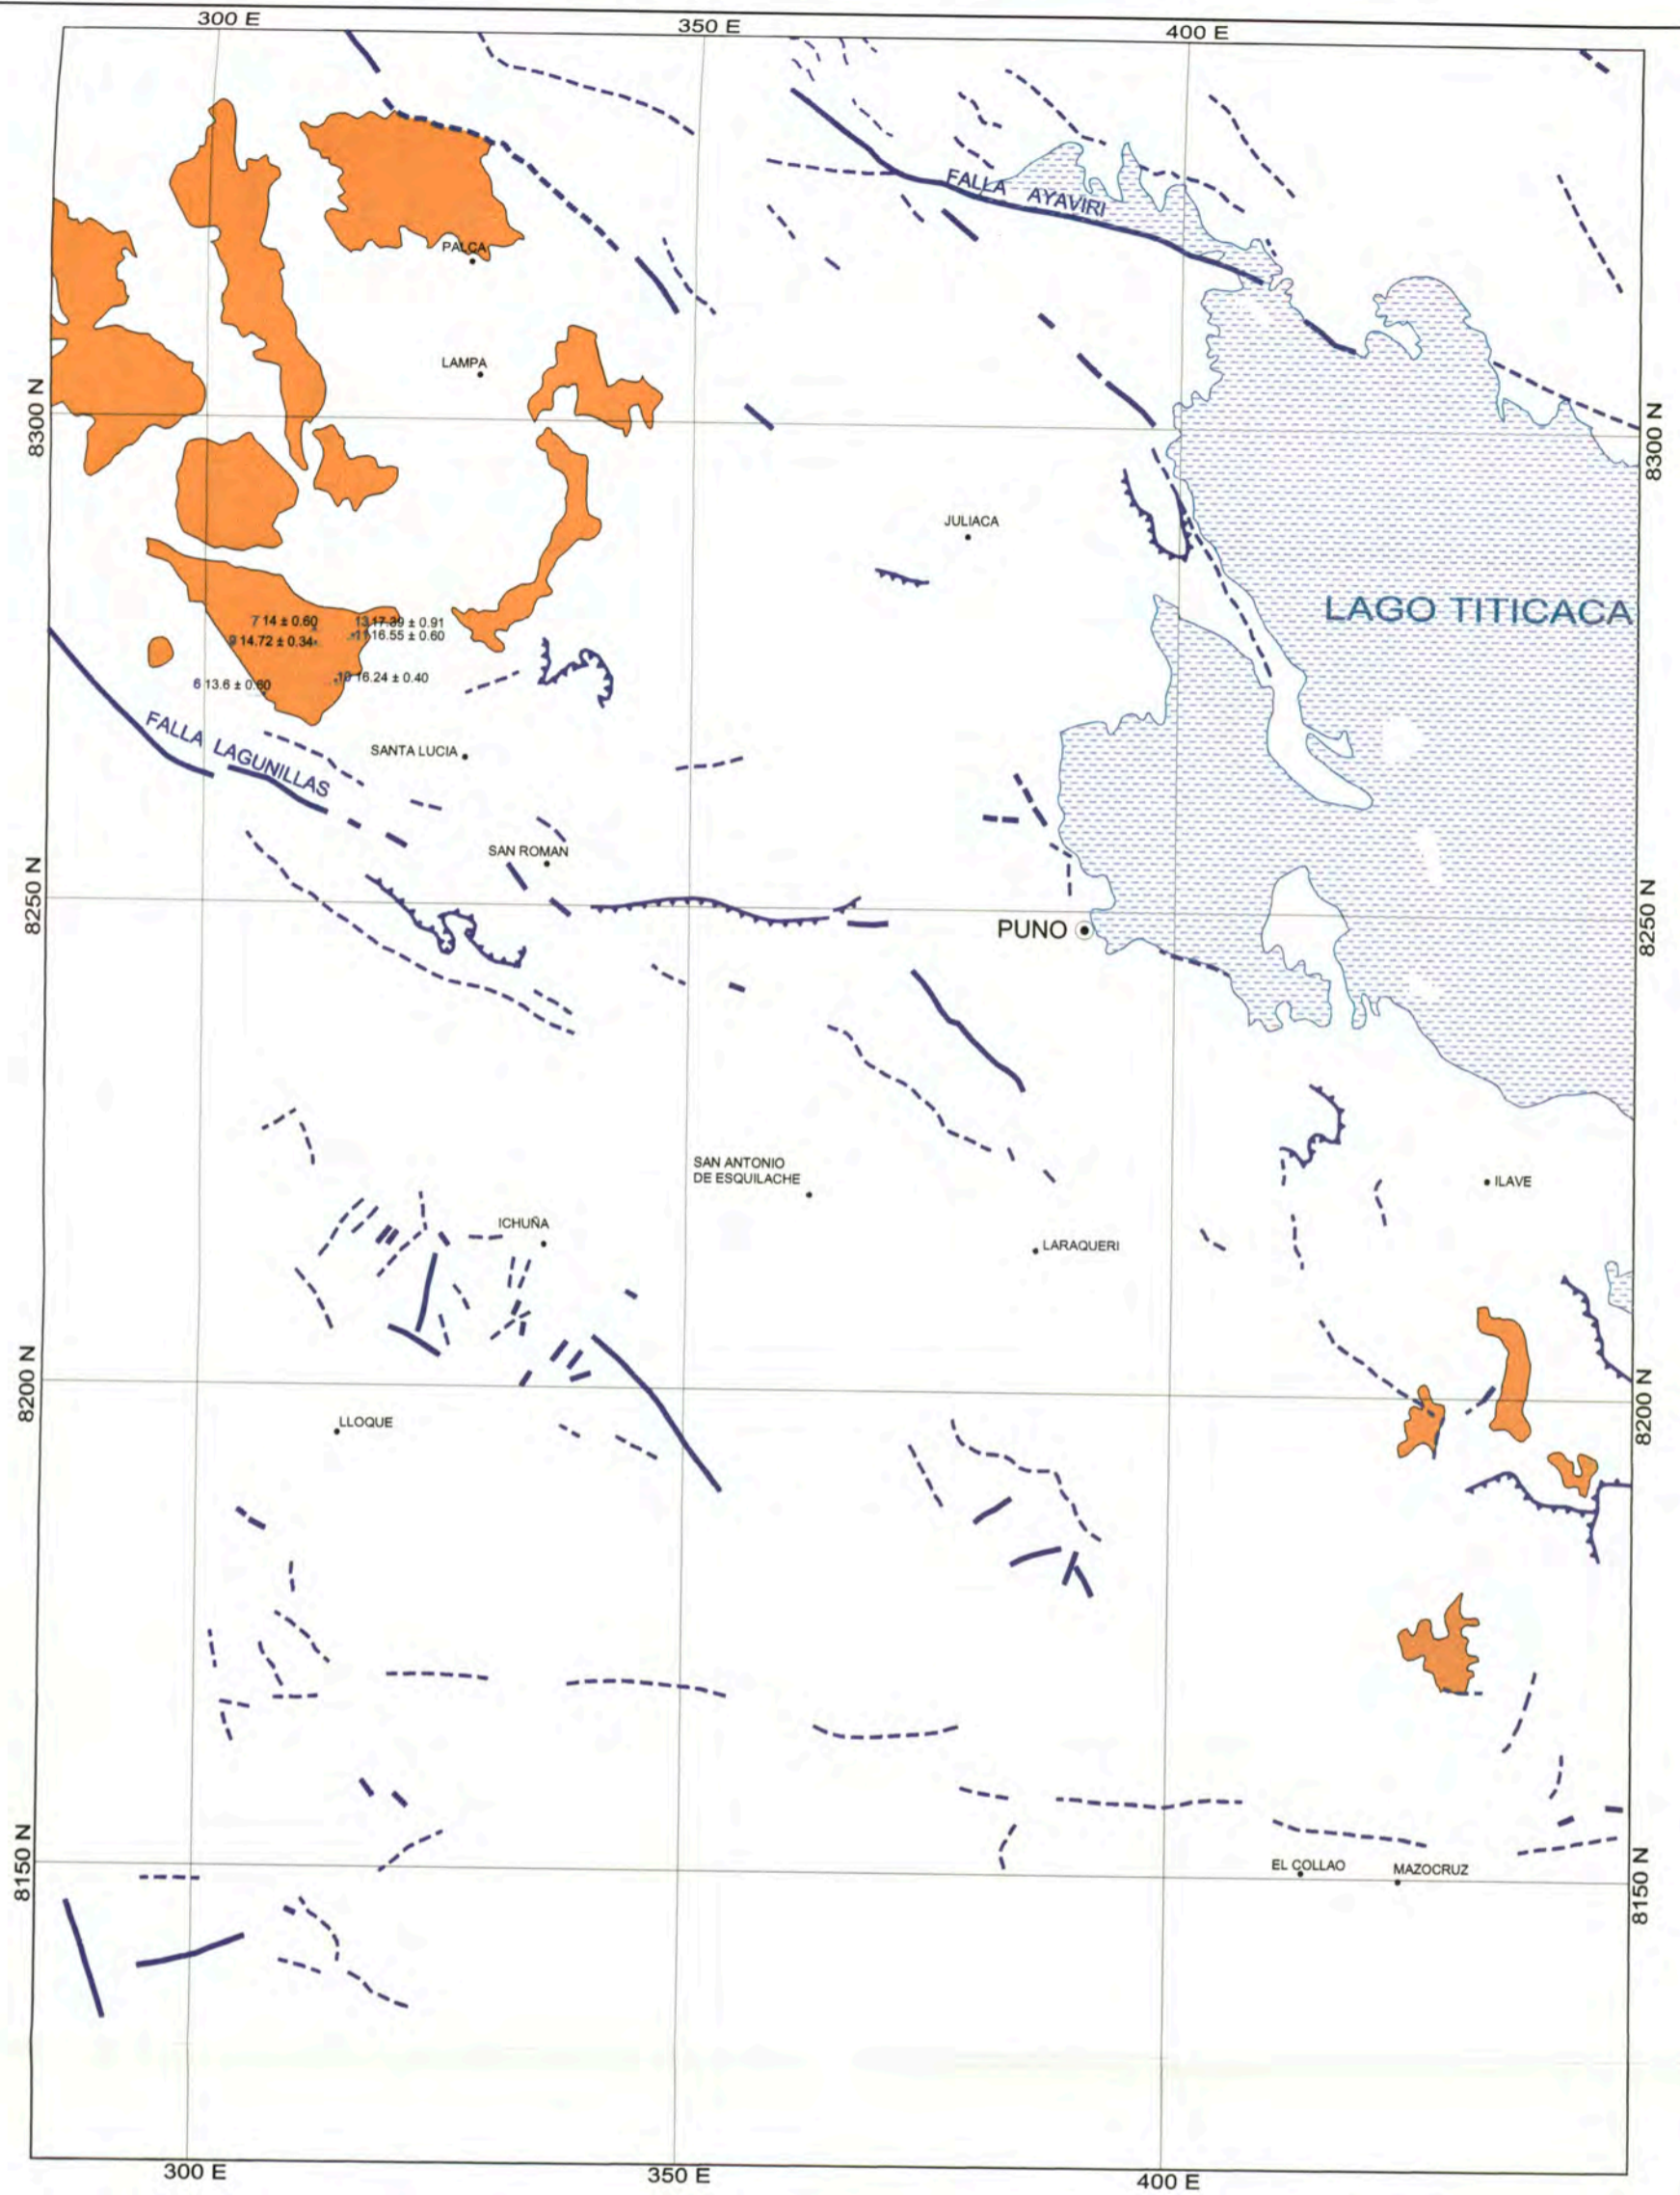 300 E
350 E
400 E
FALLA AYAVIRI
PALCA
LAMPA
8300 N
8300 N
JULIACA
LAGO TITICACA
7 14 ± 0.60
13 17.39 ± 0.91
9 14.72 ± 0.34
11 16.55 ± 0.60
6 13.6 ± 0.60
10 16.24 ± 0.40
FALLA LAGUNILLAS
SANTA LUCIA
SAN ROMAN
8250 N
8250 N
PUNO
SAN ANTONIO
DE ESQUILACHE
ILAVE
ICHUÑA
LARAQUERI
8200 N
8200 N
LLOQUE
8150 N
8150 N
EL COLLAO
MAZOCRUZ
300 E
350 E
400 E